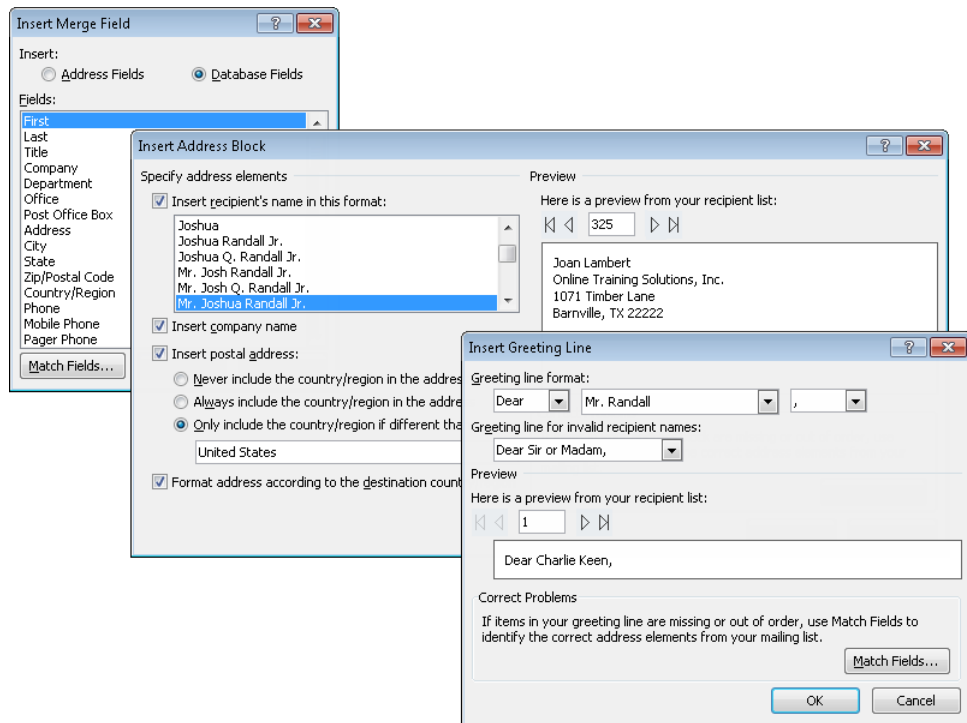 Insert Merge Field
Insert:
Address Fields
Database Fields
Fields:
First
Last
Title
Company
Department
Office
Post Office Box
Address
City
State
Zip/Postal Code
Country/Region
Phone
Mobile Phone
Pager Phone
Match Fields...
Insert Address Block
Specify address elements
Insert recipient's name in this format:
Joshua
Joshua Randall Jr.
Joshua Q. Randall Jr.
Mr. Josh Randall Jr.
Mr. Josh Q. Randall Jr.
Mr. Joshua Randall Jr.
Insert company name
Insert postal address:
Never include the country/region in the addres
Always include the country/region in the addre
Only include the country/region if different tha
United States
Format address according to the destination count
Preview
Here is a preview from your recipient list:
325
Joan Lambert
Online Training Solutions, Inc.
1071 Timber Lane
Barnville, TX 22222
Insert Greeting Line
Greeting line format:
Dear
Mr. Randall
,
Greeting line for invalid recipient names:
Dear Sir or Madam,
Preview
Here is a preview from your recipient list:
1
Dear Charlie Keen,
Correct Problems
If items in your greeting line are missing or out of order, use Match Fields to
identify the correct address elements from your mailing list.
Match Fields...
OK
Cancel